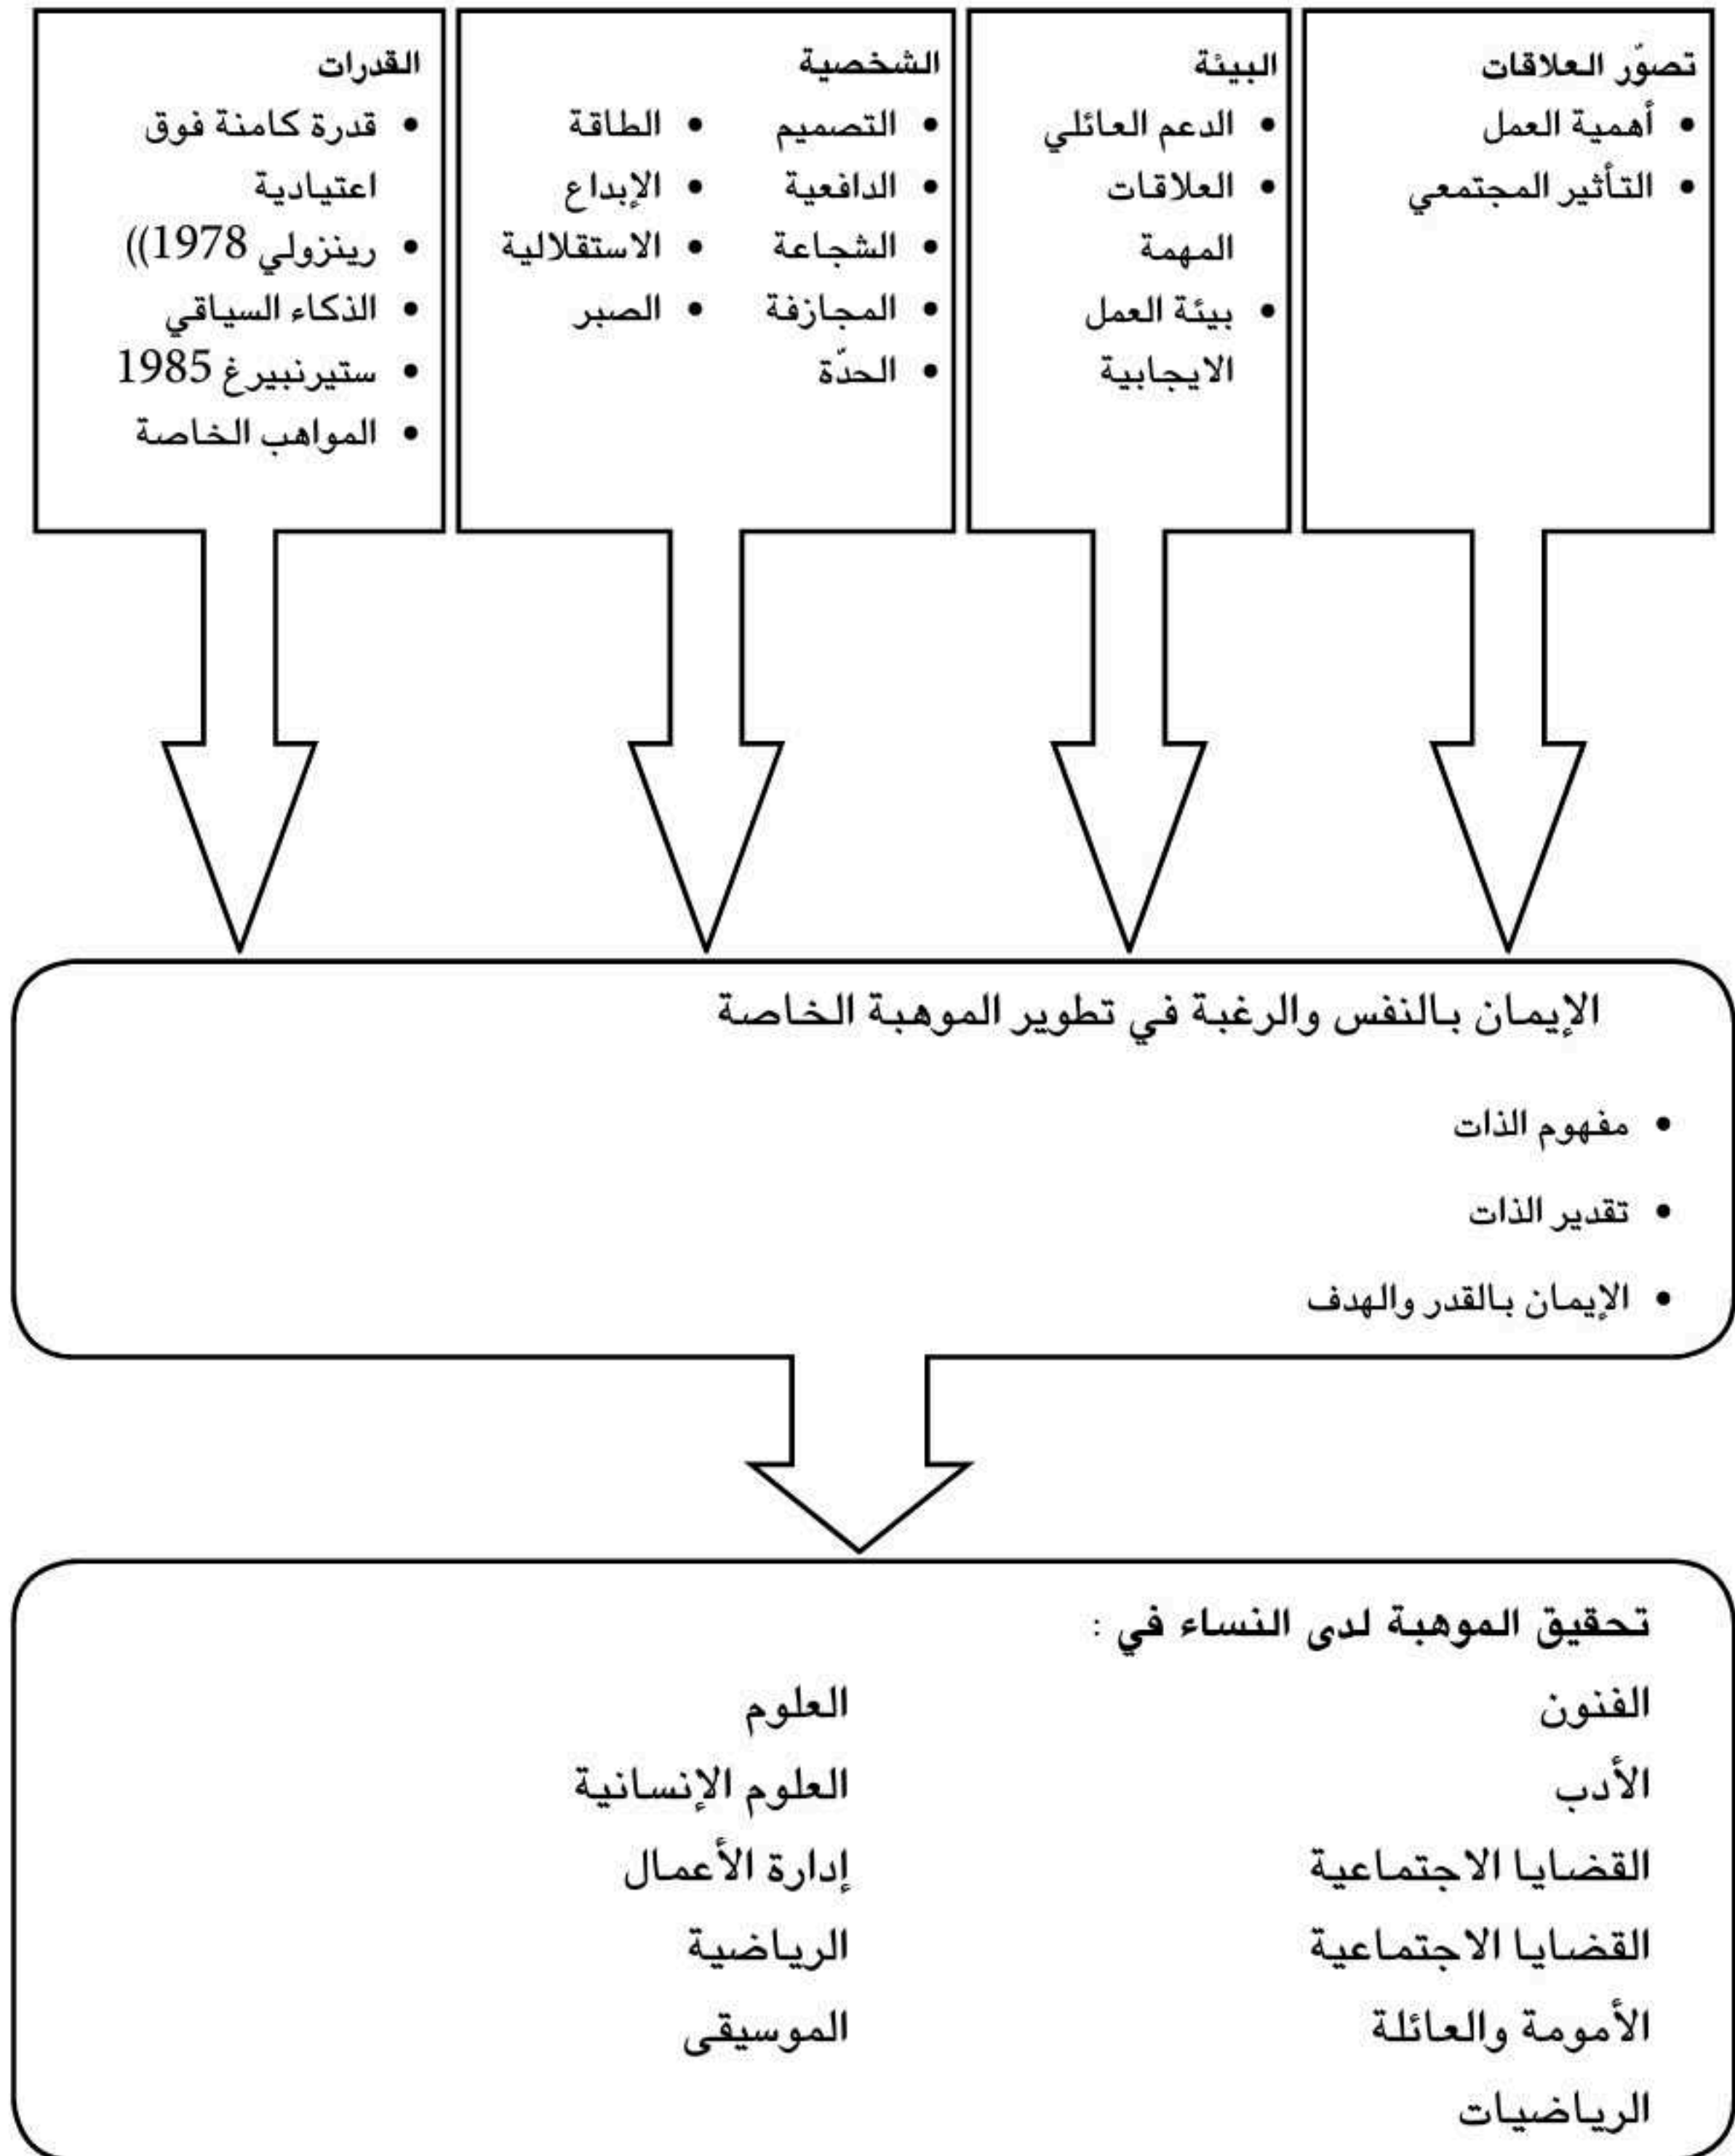 تصوّر العلاقات
• أهمية العمل
• التأثير المجتمعي
البيئة
• الدعم العائلي
• العلاقات
المهمة
• بيئة العمل
الايجابية
الشخصية
• التصميم
• الدافعية
• الشجاعة
• المجازفة
• الحدّة
• الطاقة
• الإبداع
• الاستقلالية
• الصبر
القدرات
• قدرة كامنة فوق
اعتيادية
• رينزولي 1978))
• الذكاء السياقي
• ستيرنبيرغ 1985
• المواهب الخاصة
الإيمان بالنفس والرغبة في تطوير الموهبة الخاصة
• مفهوم الذات
• تقدير الذات
• الإيمان بالقدر والهدف
تحقيق الموهبة لدى النساء في :
الفنون
الأدب
القضايا الاجتماعية
القضايا الاجتماعية
الأمومة والعائلة
الرياضيات
العلوم
العلوم الإنسانية
إدارة الأعمال
الرياضية
الموسيقى